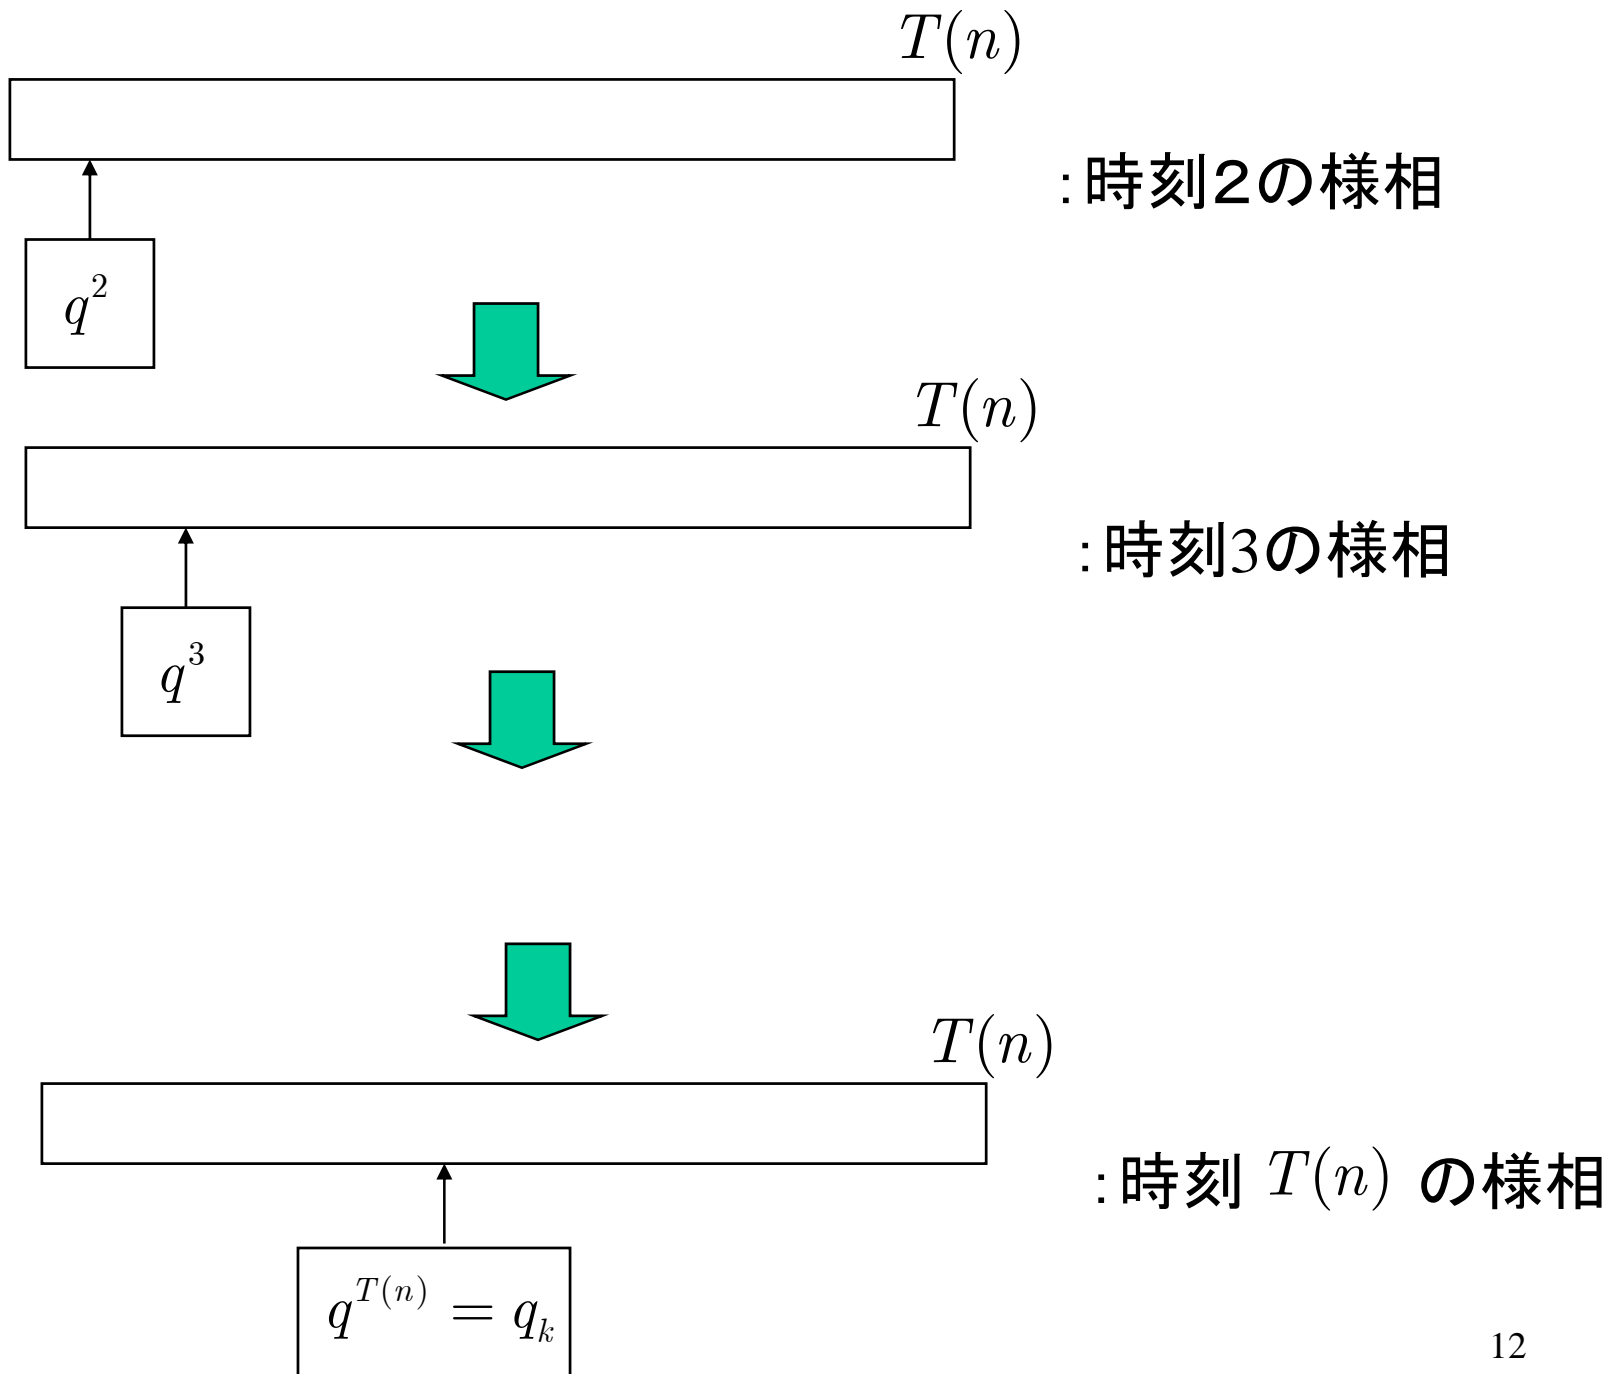 T(n)
:時刻２の様相
q^2
T(n)
:時刻3の様相
q^3
T(n)
:時刻 T(n) の様相
q^{T(n)} = q_k
12